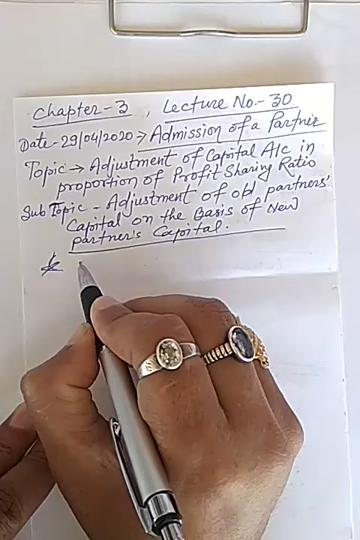 Chapter-3 , Lecture No.- 30
Date-29/04/2020 → Admission of a Partner
Topic → Adjustment of Capital A/c in
proportion of Profit Sharing Ratio
Sub Topic - Adjustment of old partners'
Capital on the Basis of New
partner's Capital.